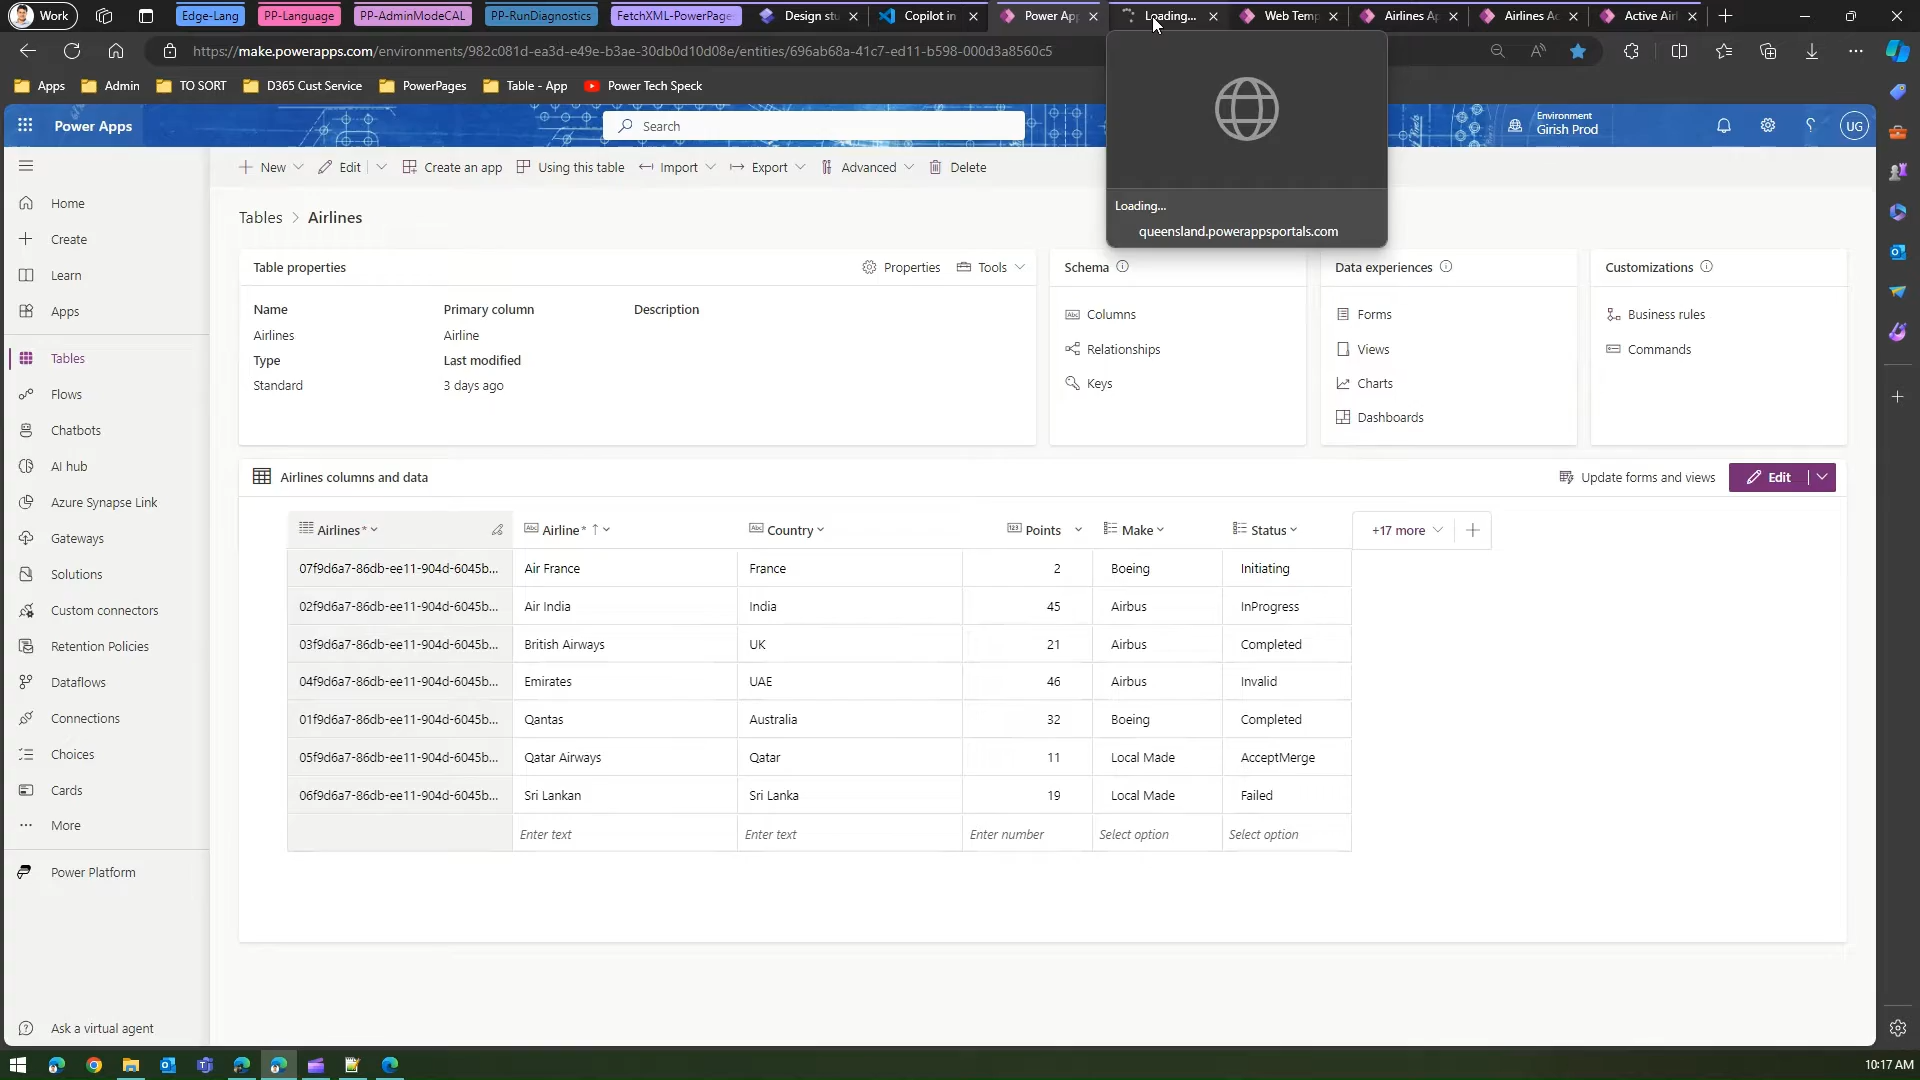 Work
Edge-Lang
PP-Language
PP-AdminModeCAL
PP-RunDiagnostics
FetchXML-PowerPage
Design stu
Copilot in
Power Ap
Loading...
Web Temp
Airlines Ap
Airlines Ac
Active Airl
https://make.powerapps.com/environments/982c081d-ea3d-e49e-b3ae-30db0d10d08e/entities/696ab68a-41c7-ed11-b598-000d3a8560c5
Apps
Admin
TO SORT
D365 Cust Service
PowerPages
Table - App
Power Tech Speck
Power Apps
Search
Environment
Girish Prod
UG
New
Edit
Create an app
Using this table
Import
Export
Advanced
Delete
Loading...
queensland.powerappsportals.com
Home
Create
Learn
Apps
Tables
Flows
Chatbots
AI hub
Azure Synapse Link
Gateways
Solutions
Custom connectors
Retention Policies
Dataflows
Connections
Choices
Cards
More
Power Platform
Ask a virtual agent
Tables > Airlines
Table properties
Properties
Tools
Name
Primary column
Description
Airlines
Airline
Type
Last modified
Standard
3 days ago
Schema
Columns
Relationships
Keys
Data experiences
Forms
Views
Charts
Dashboards
Customizations
Business rules
Commands
Airlines columns and data
Update forms and views
Edit
Airlines * Airline * ↑ Country Points Make Status +17 more
07f9d6a7-86db-ee11-904d-6045b... Air France France 2 Boeing Initiating
02f9d6a7-86db-ee11-904d-6045b... Air India India 45 Airbus InProgress
03f9d6a7-86db-ee11-904d-6045b... British Airways UK 21 Airbus Completed
04f9d6a7-86db-ee11-904d-6045b... Emirates UAE 46 Airbus Invalid
01f9d6a7-86db-ee11-904d-6045b... Qantas Australia 32 Boeing Completed
05f9d6a7-86db-ee11-904d-6045b... Qatar Airways Qatar 11 Local Made AcceptMerge
06f9d6a7-86db-ee11-904d-6045b... Sri Lankan Sri Lanka 19 Local Made Failed
Enter text Enter text Enter number Select option Select option
10:17 AM